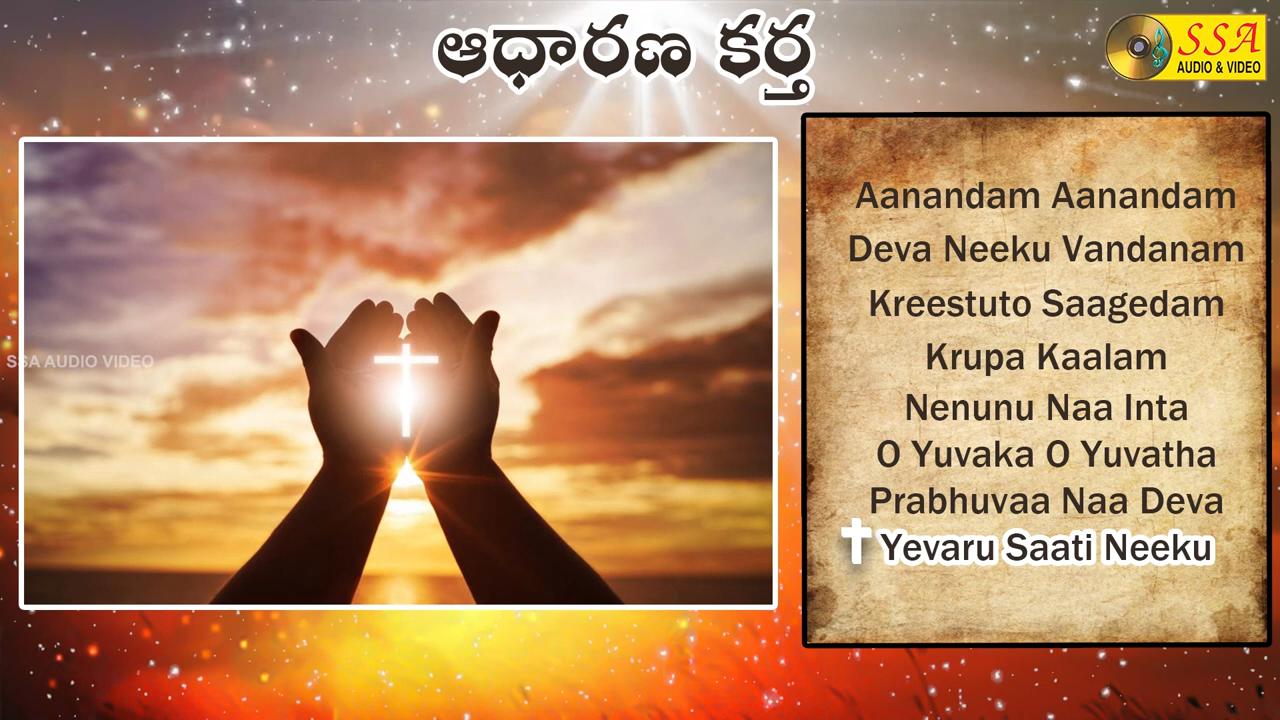 ఆధారణ కర్త
SSA
AUDIO & VIDEO
SSA AUDIO VIDEO
Aanandam Aanandam
Deva Neeku Vandanam
Kreestuto Saagedam
Krupa Kaalam
Nenunu Naa Inta
O Yuvaka O Yuvatha
Prabhuvaa Naa Deva
Yevaru Saati Neeku